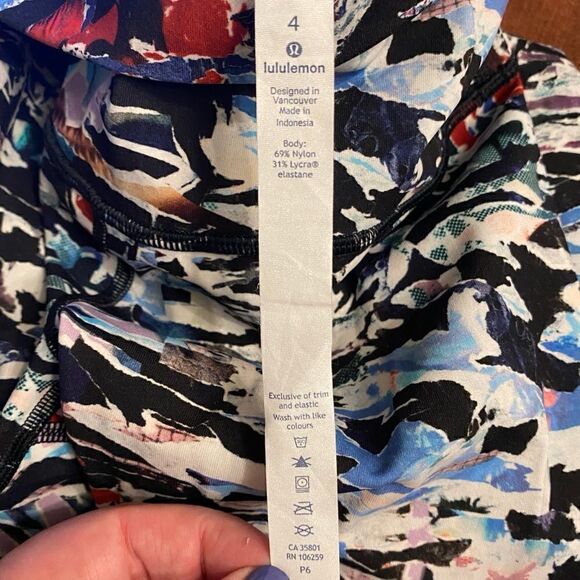 4
lululemon
Designed in
Vancouver
Made in
Indonesia
Body:
69% Nylon
31% Lycra®
elastane
Exclusive of trim
and elastic
Wash with like
colours
CA 35801
RN 106259
P6